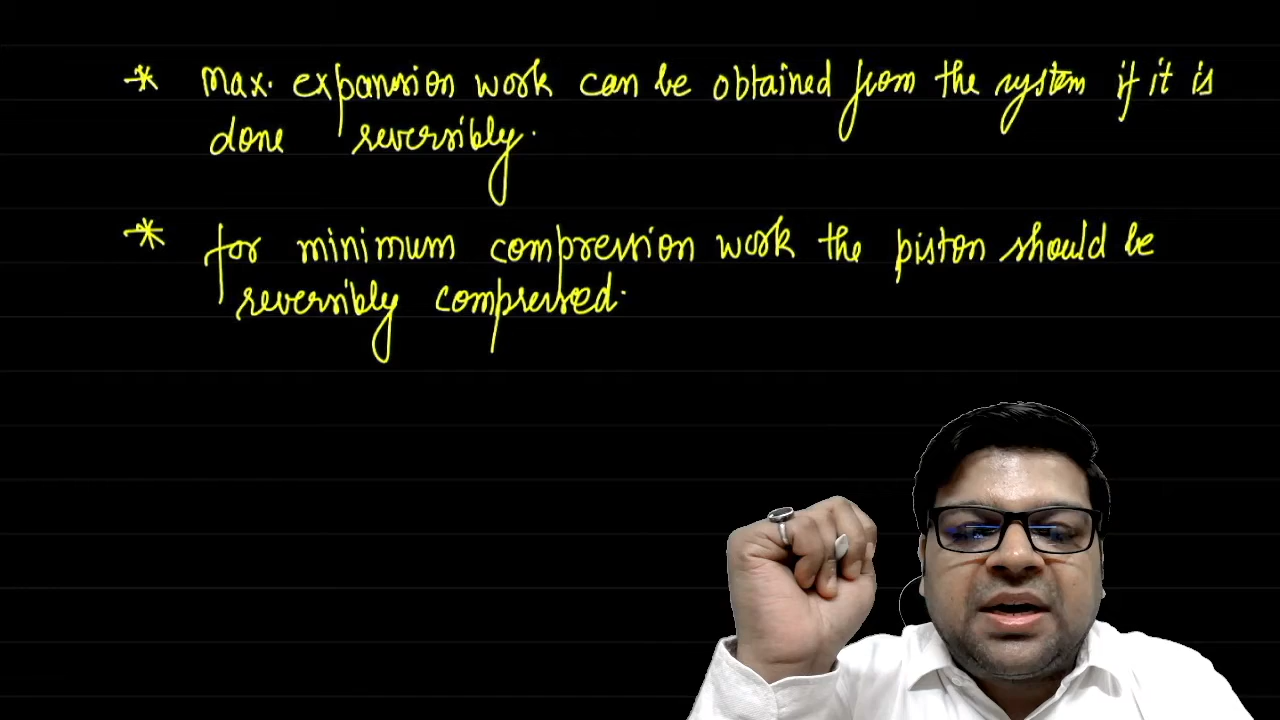 * Max. expansion work can be obtained from the system if it is
done reversibly.
* for minimum compression work the piston should be
reversibly compressed.